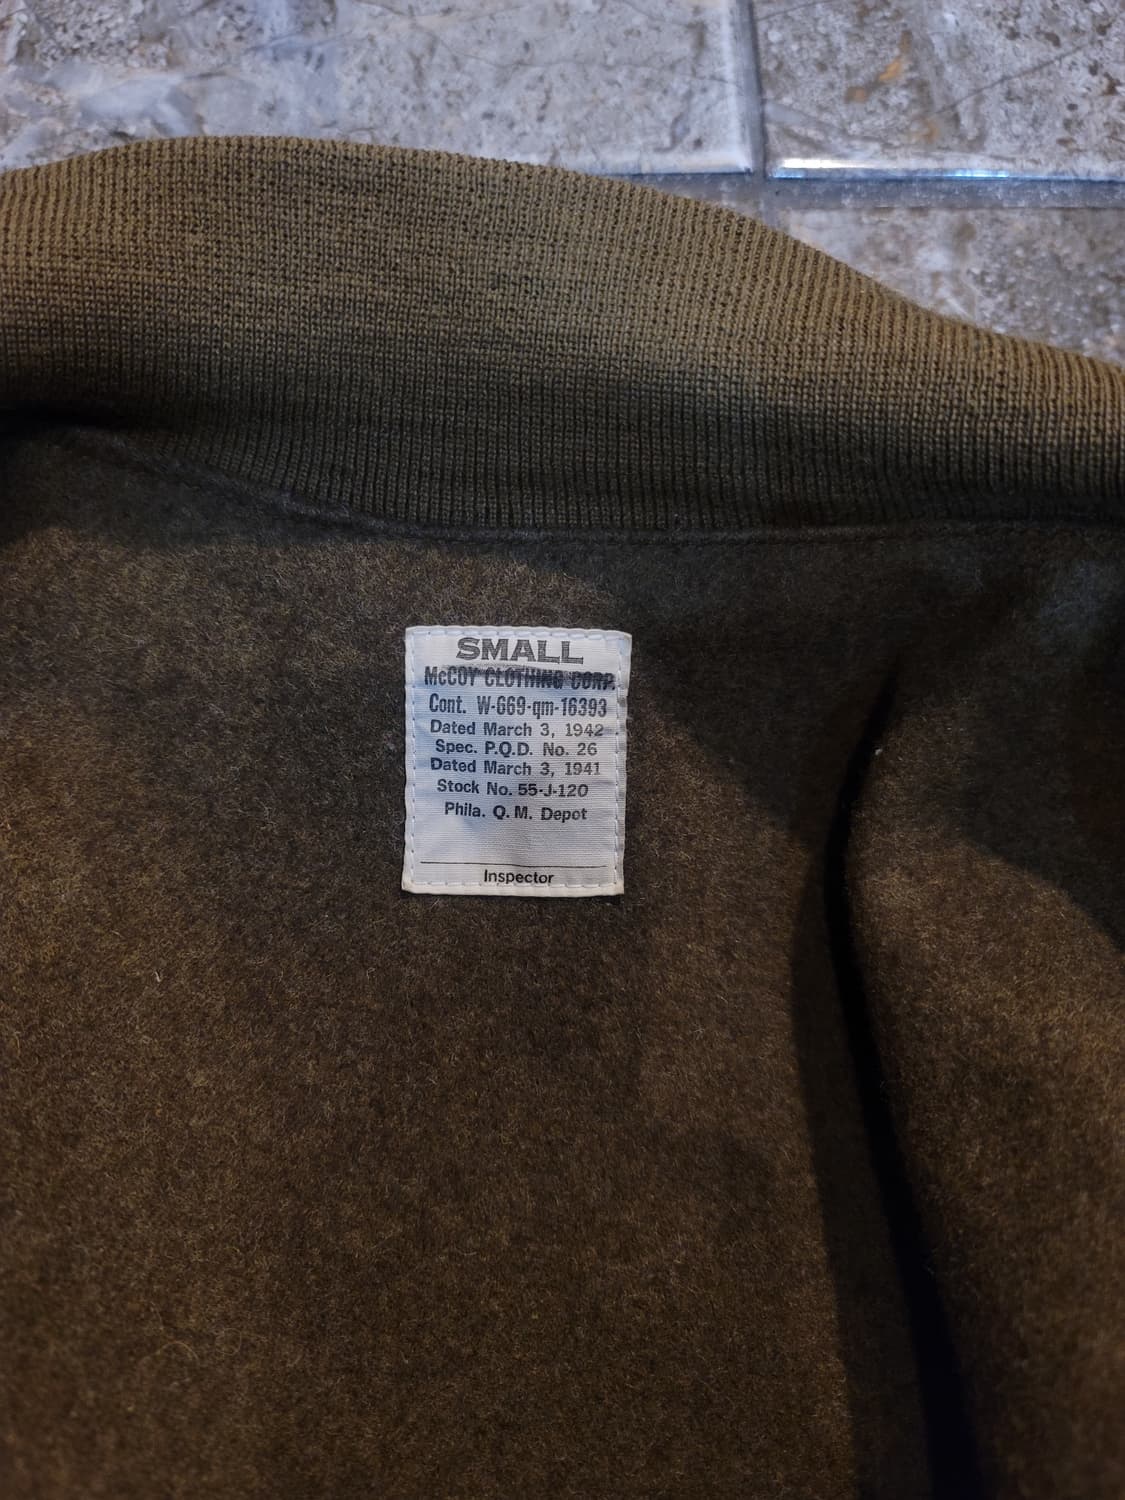 SMALL
McCOY CLOTHING CORP.
Cont. W-669-qm-16393
Dated March 3, 1942
Spec. P.Q.D. No. 26
Dated March 3, 1941
Stock No. 55-J-120
Phila. Q. M. Depot
Inspector